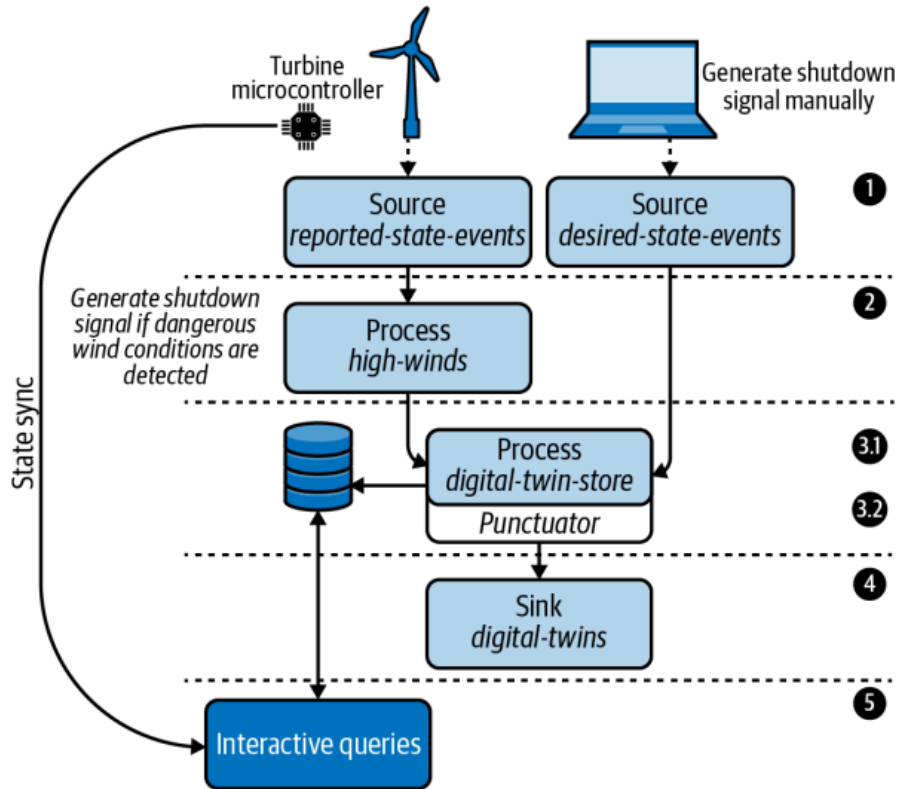 Turbine
microcontroller
Generate shutdown
signal manually
Source
reported-state-events
Source
desired-state-events
1
Generate shutdown
signal if dangerous
wind conditions are
detected
Process
high-winds
2
State sync
Process
digital-twin-store
3.1
Punctuator
3.2
Sink
digital-twins
4
Interactive queries
5